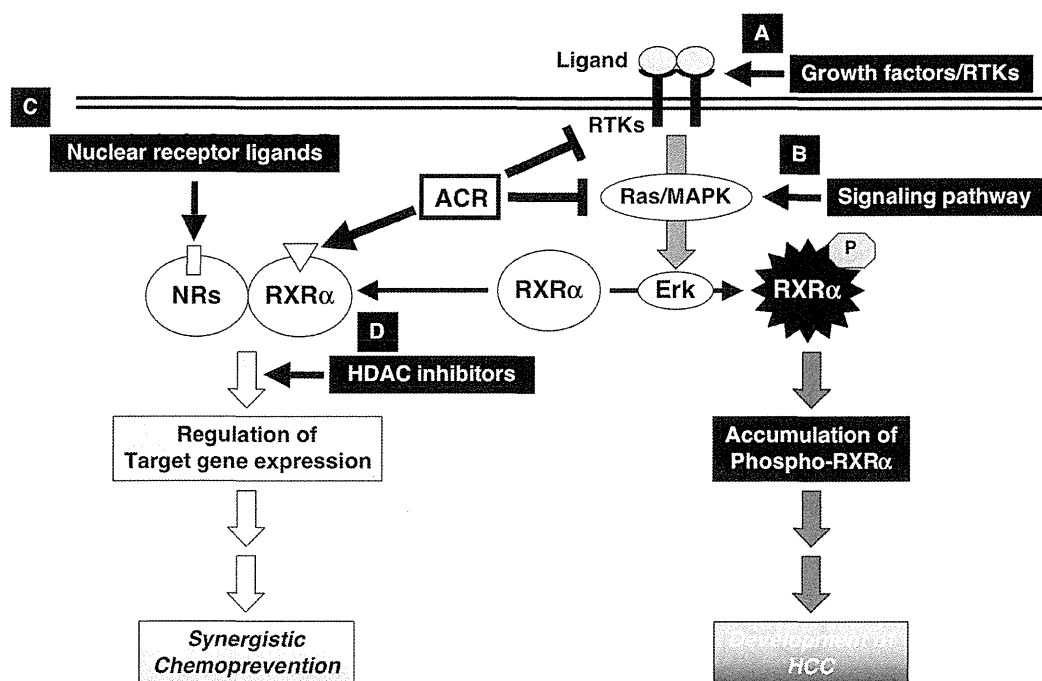 A
Ligand
Growth factors/RTKs
C
RTKs
Nuclear receptor ligands
B
ACR
Ras/MAPK
Signaling pathway
P
NRs
RXRα
RXRα
Erk
RXRα
D
HDAC inhibitors
Regulation of
Target gene expression
Accumulation of
Phospho-RXRα
Synergistic
Chemoprevention
Development of
HCC